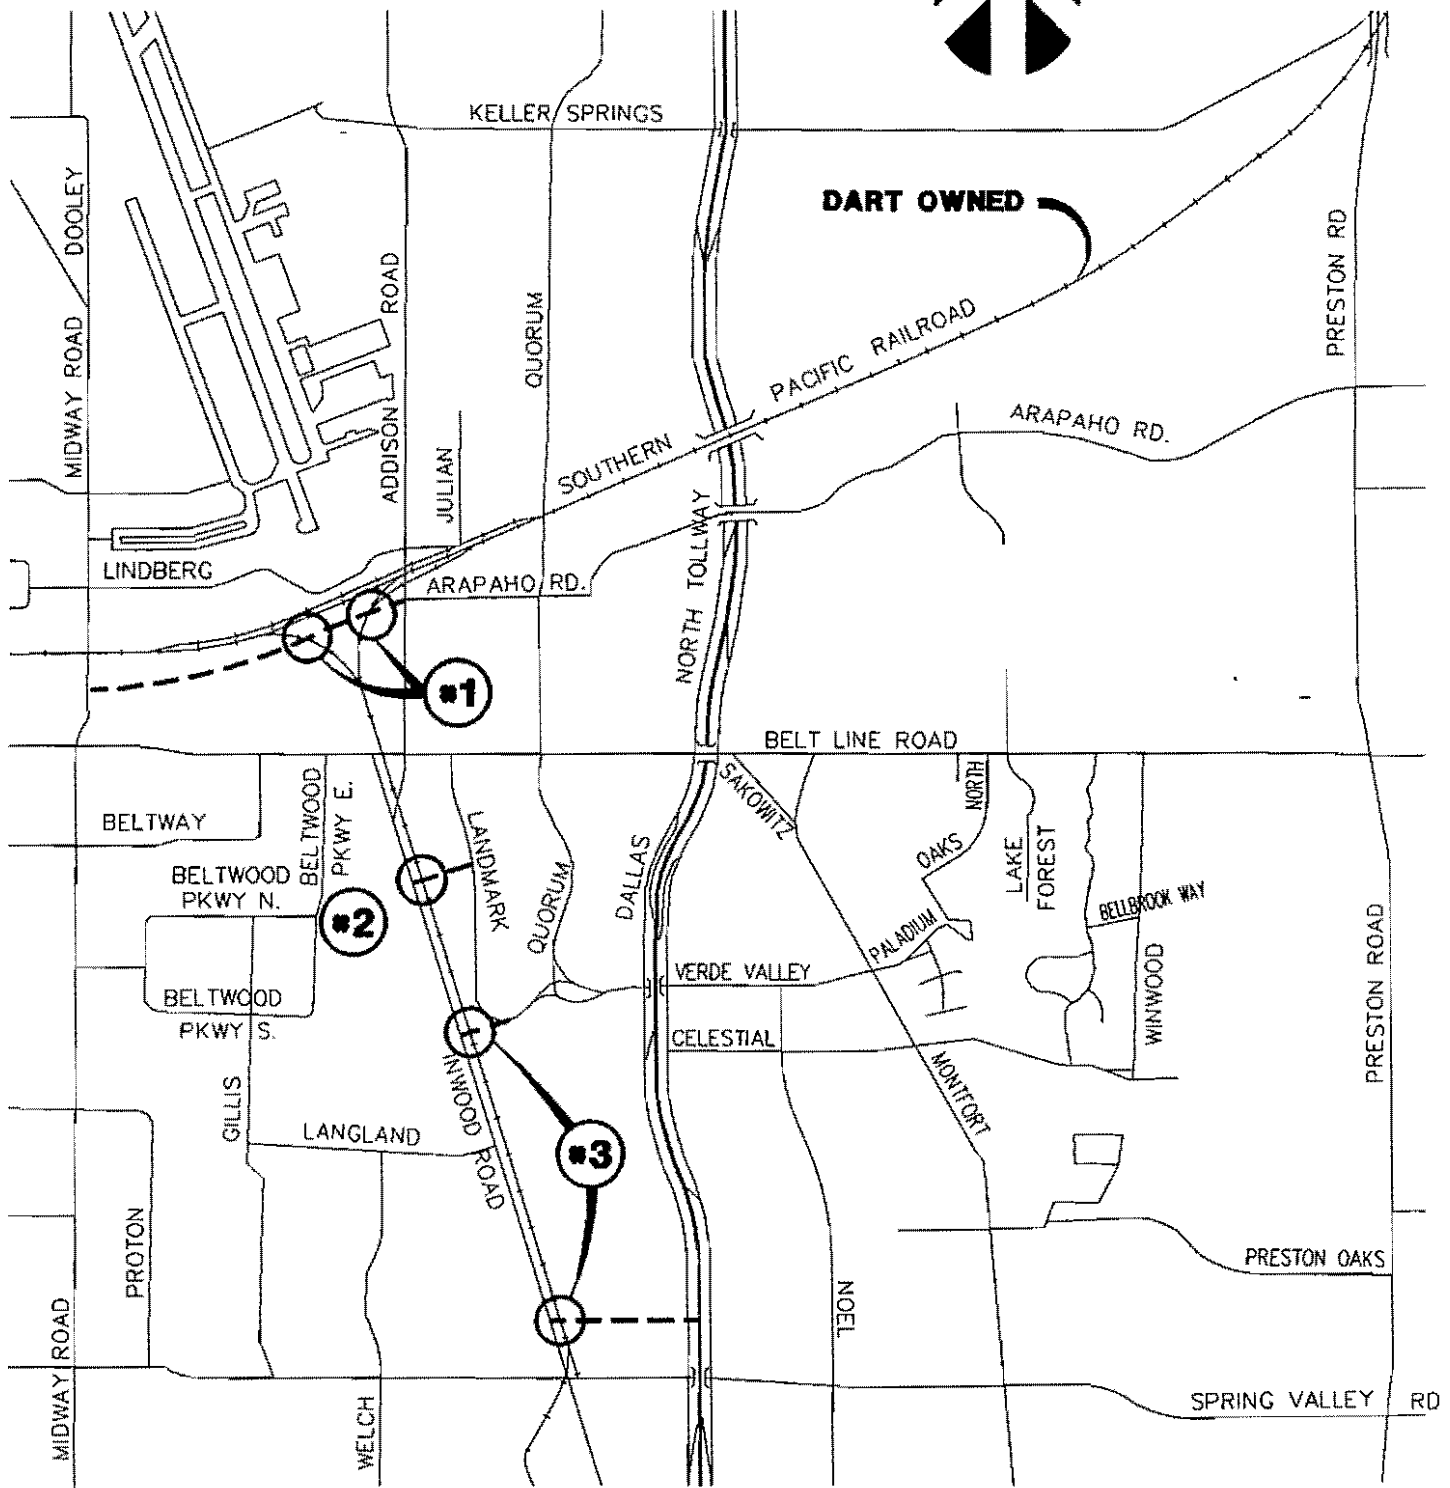 KELLER SPRINGS
DART OWNED
DOOLEY
MIDWAY ROAD
ADDISON ROAD
QUORUM
PRESTON RD
SOUTHERN PACIFIC RAILROAD
ARAPAHO RD.
JULIAN
NORTH TOLLWAY
LINDBERG
ARAPAHO RD.
#1
BELT LINE ROAD
SAKOWITZ
NORTH
OAKS
BELTWAY
BELTWOOD
PKWY E.
LANDMARK
DALLAS
LAKE
FOREST
BELTWOOD
PKWY N.
#2
QUORUM
BELLBROOK WAY
PALADIUM
VERDE VALLEY
WINWOOD
PRESTON ROAD
BELTWOOD
PKWY S.
CELESTIAL
MONTFORT
GILLIS
LANGLAND
INWOOD ROAD
#3
PROTON
NOEL
PRESTON OAKS
MIDWAY ROAD
WELCH
SPRING VALLEY RD